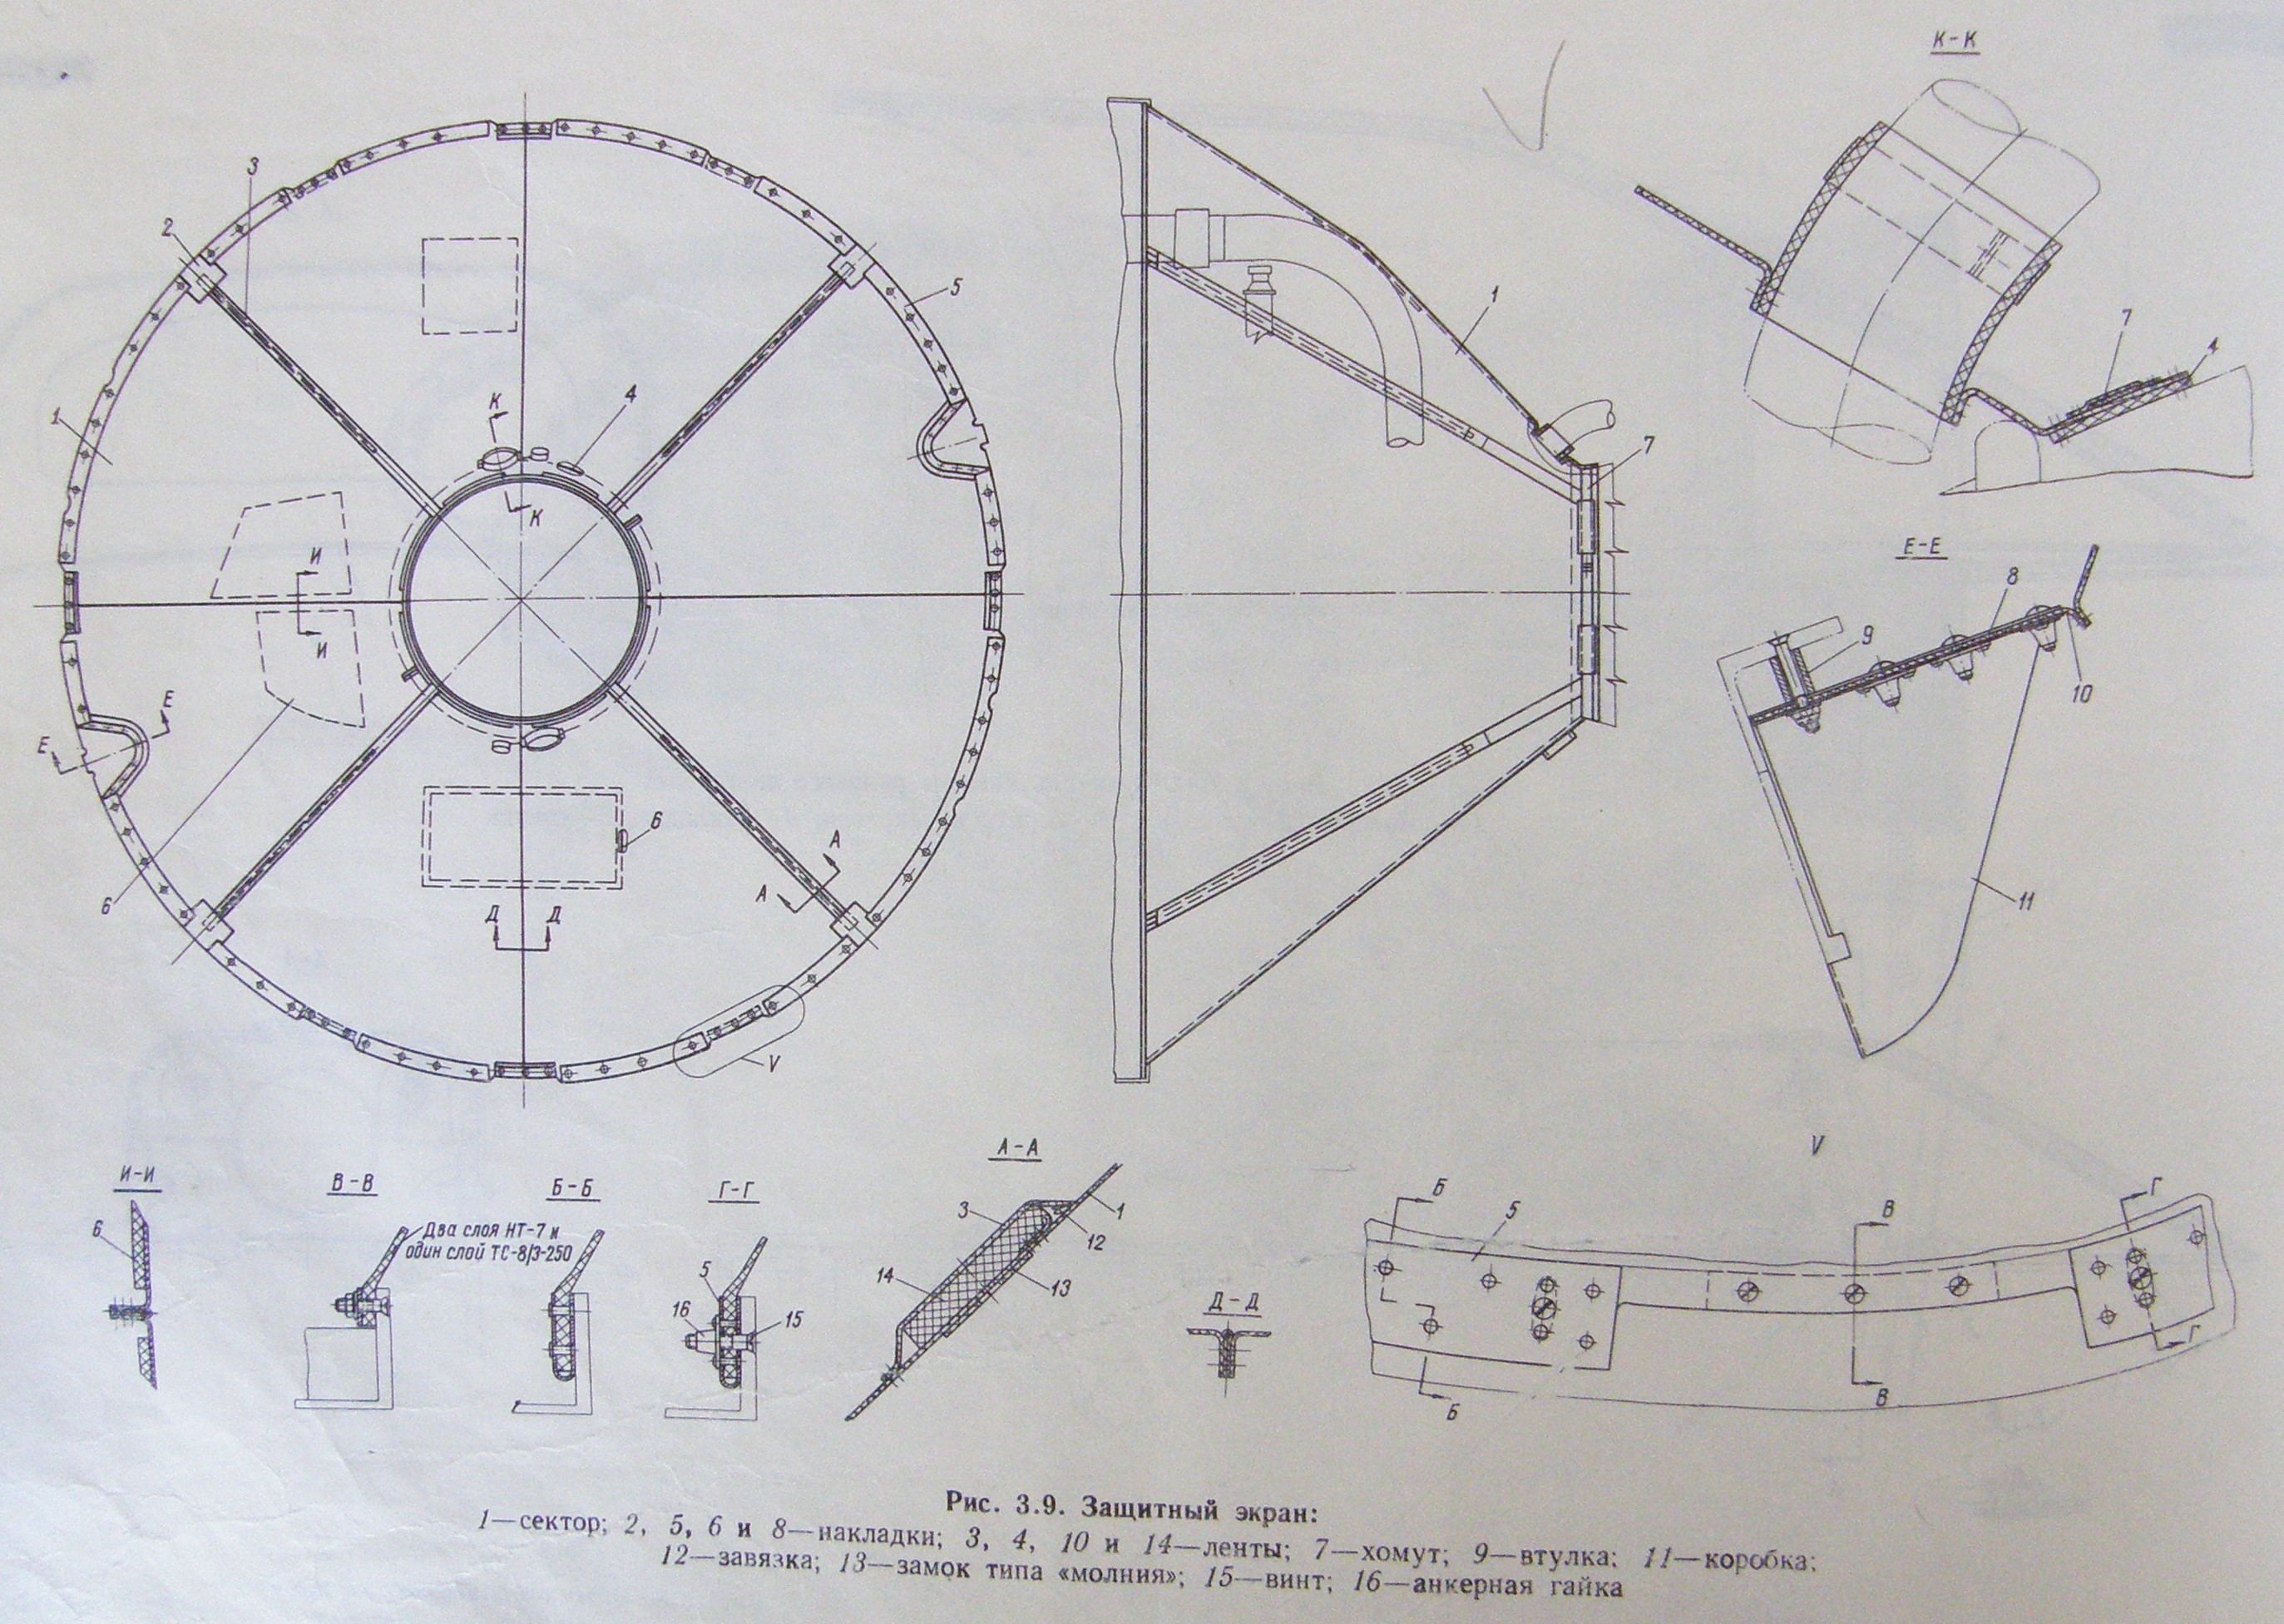 К-К
3
2
5
1
7
4
1
4
К
К
7
Е-Е
8
9
10
И
И
Е
Е
6
6
А
А
11
Д
Д
V
А-А
V
И-И
В-В
Б-Б
Г-Г
6
Два слоя НТ-7 и
один слой ТС-8/3-250
5
16
15
3
1
12
13
14
Д-Д
Б
5
В
Г
Г
В
Б
Рис. 3.9. Защитный экран:
1—сектор; 2, 5, 6 и 8—накладки; 3, 4, 10 и 14—ленты; 7—хомут; 9—втулка; 11—коробка;
12—завязка; 13—замок типа «молния»; 15—винт; 16—анкерная гайка